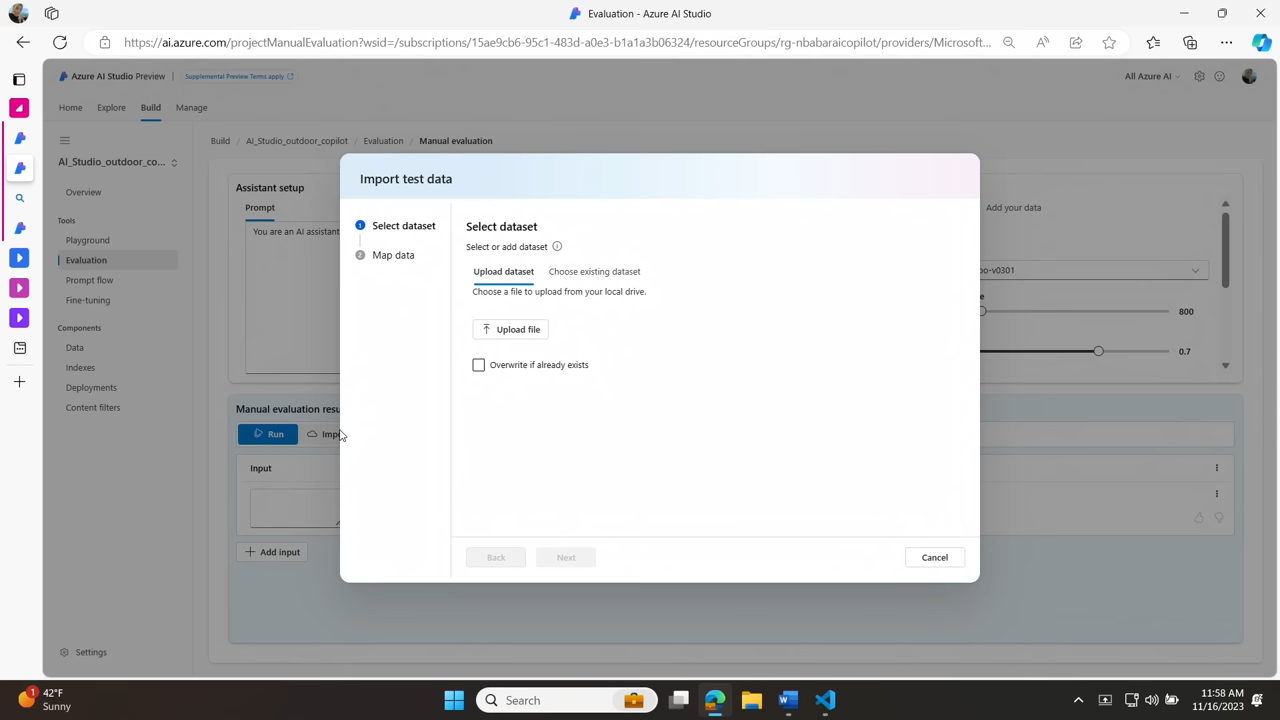 Evaluation - Azure AI Studio
https://ai.azure.com/projectManualEvaluation?wsid=/subscriptions/15ae9cb6-95c1-483d-a0e3-b1a1a3b06324/resourceGroups/rg-nbabaraicopilot/providers/Microsoft...
Azure AI Studio Preview | Supplemental Preview Terms apply
All Azure AI
Home Explore Build Manage
Build / AI_Studio_outdoor_copilot / Evaluation / Manual evaluation
AI_Studio_outdoor_co...
Overview
Tools
Playground
Evaluation
Prompt flow
Fine-tuning
Components
Data
Indexes
Deployments
Content filters
Settings
Assistant setup
Prompt
You are an AI assistant
Add your data
800
0.7
Manual evaluation resu
Run
Input
Add input
Import test data
1 Select dataset
2 Map data
Select dataset
Select or add dataset
Upload dataset Choose existing dataset
Choose a file to upload from your local drive.
Upload file
Overwrite if already exists
Back Next Cancel
1
42°F
Sunny
Search
11:58 AM
11/16/2023